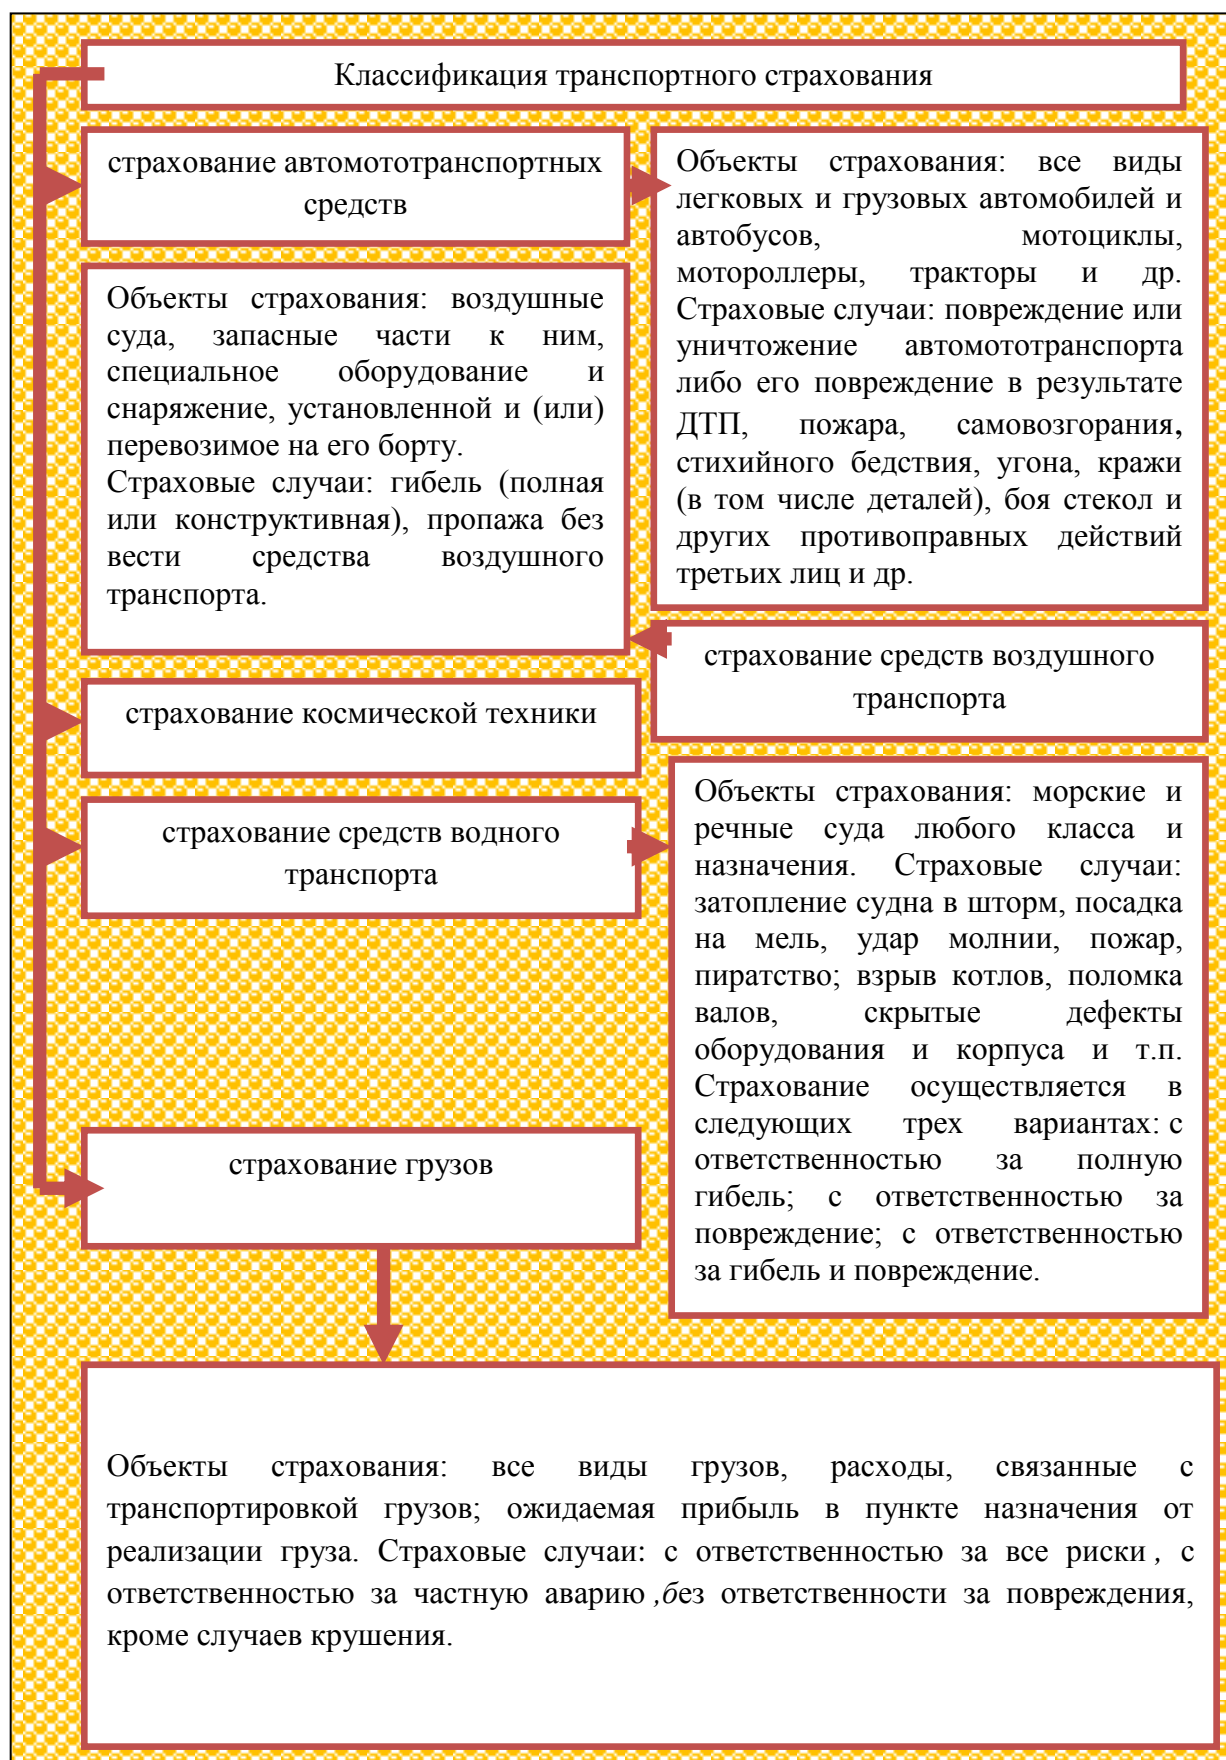 Классификация транспортного страхования
страхование автомототранспортных
средств
Объекты страхования: все виды
легковых и грузовых автомобилей и
автобусов, мотоциклы,
мотороллеры, тракторы и др.
Страховые случаи: повреждение или
уничтожение автомототранспорта
либо его повреждение в результате
ДТП, пожара, самовозгорания,
стихийного бедствия, угона, кражи
(в том числе деталей), боя стекол и
других противоправных действий
третьих лиц и др.
Объекты страхования: воздушные
суда, запасные части к ним,
специальное оборудование и
снаряжение, установленной и (или)
перевозимое на его борту.
Страховые случаи: гибель (полная
или конструктивная), пропажа без
вести средства воздушного
транспорта.
страхование средств воздушного
транспорта
страхование космической техники
страхование средств водного
транспорта
Объекты страхования: морские и
речные суда любого класса и
назначения. Страховые случаи:
затопление судна в шторм, посадка
на мель, удар молнии, пожар,
пиратство; взрыв котлов, поломка
валов, скрытые дефекты
оборудования и корпуса и т.п.
Страхование осуществляется в
следующих трех вариантах: с
ответственностью за полную
гибель; с ответственностью за
повреждение; с ответственностью
за гибель и повреждение.
страхование грузов
Объекты страхования: все виды грузов, расходы, связанные с
транспортировкой грузов; ожидаемая прибыль в пункте назначения от
реализации груза. Страховые случаи: с ответственностью за все риски , с
ответственностью за частную аварию ,без ответственности за повреждения,
кроме случаев крушения.